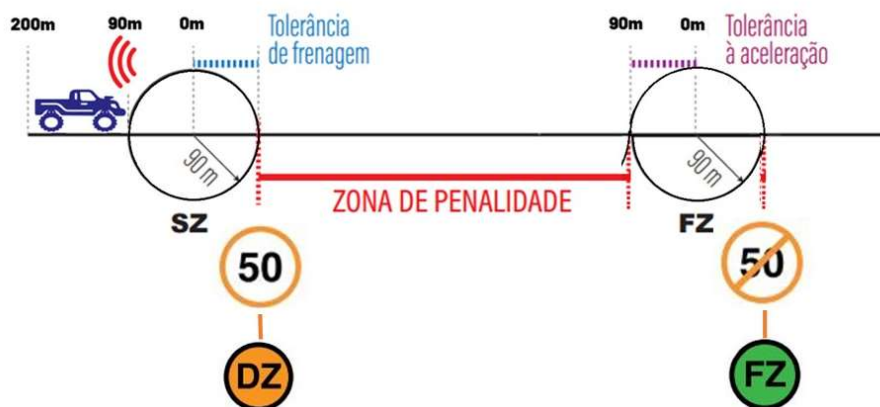 200m 90m 0m Tolerância de frenagem
90m 0m Tolerância à aceleração
90 m
90 m
ZONA DE PENALIDADE
SZ
FZ
50
50
DZ
FZ